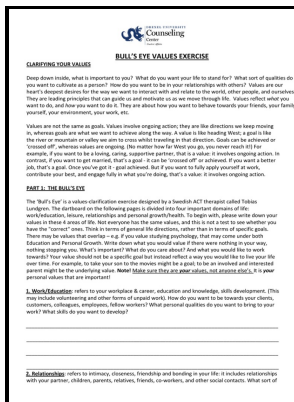 DREXEL UNIVERSITY
Counseling
Center
BULL'S EYE VALUES EXERCISE
CLARIFYING YOUR VALUES
Deep down inside, what is important to you? What do you want your life to stand for? What sort of qualities do
you want to cultivate as a person? How do you want to be in your relationships with others? Values are our
heart's deepest desires for the way we want to interact with and relate to the world, other people, and ourselves.
They are leading principles that can guide us and motivate us as we move through life. Values reflect what you
want to do, and how you want to do it. They are about how you want to behave towards your friends, your family,
yourself, your environment, your work, etc.
Values are not the same as goals. Values involve ongoing action; they are like directions we keep moving
in, whereas goals are what we want to achieve along the way. A value is like heading West; a goal is like
the river or mountain or valley we aim to cross whilst traveling in that direction. Goals can be achieved or
'crossed off', whereas values are ongoing. (No matter how far West you go, you never reach it!) For
example, if you want to be a loving, caring, supportive partner, that is a value: it involves ongoing action. In
contrast, if you want to get married, that's a goal - it can be 'crossed off' or achieved. If you want a better
job, that's a goal. Once you've got it - goal achieved. But if you want to fully apply yourself at work,
contribute your best, and engage fully in what you're doing, that's a value: it involves ongoing action.
PART 1: THE BULL'S EYE
The 'Bull's Eye' is a values-clarification exercise designed by a Swedish ACT therapist called Tobias
Lundgren. The dartboard on the following pages is divided into four domains of life:
work/education, leisure, relationships and personal growth/health. To begin with, please write down your
values in these 4 areas of life. Not everyone has the same values, and this is not a test to see whether you
have the "correct" ones. Think in terms of general life directions, rather than in terms of specific goals.
There may be values that overlap - e.g. if you value studying psychology, that may come under both
Education and Personal Growth. Write down what you would value if there were nothing in your way,
nothing stopping you. What's important? What do you care about? And what you would like to work
towards? Your value should not be a specific goal but instead reflect a way you would like to live your life
over time. For example, to take your son to the movies might be a goal; to be an involved and interested
parent might be the underlying value. Note! Make sure they are your values, not anyone else's. It is your
personal values that are important!
1. Work/Education: refers to your workplace & career, education and knowledge, skills development. (This
may include volunteering and other forms of unpaid work). How do you want to be towards your clients,
customers, colleagues, employees, fellow workers? What personal qualities do you want to bring to your
work? What skills do you want to develop?
2. Relationships: refers to intimacy, closeness, friendship and bonding in your life: it includes relationships
with your partner, children, parents, relatives, friends, co-workers, and other social contacts. What sort of